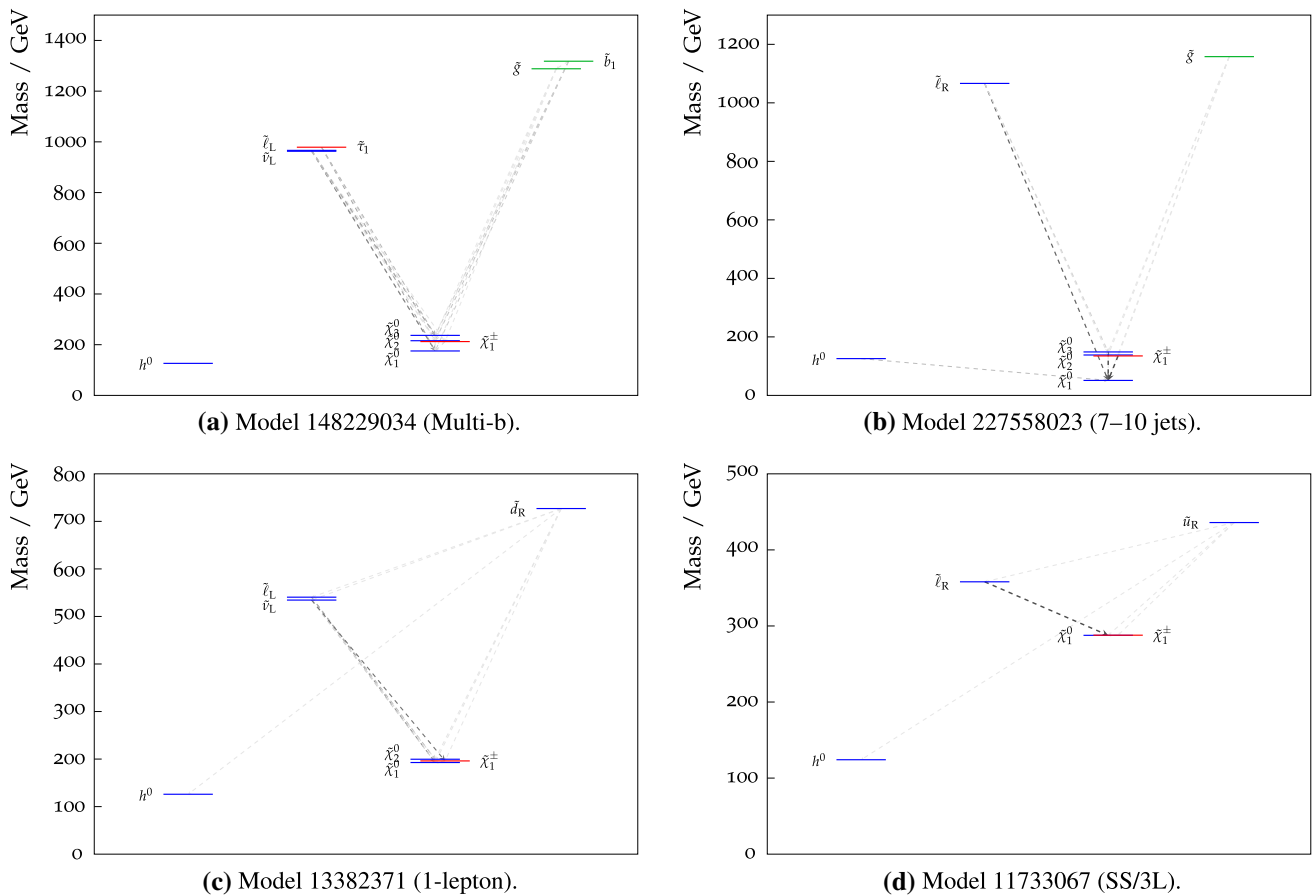 Mass / GeV
1400
1200
1000
800
600
400
200
0
g̃
b̃₁
ℓ̃L
ν̃L
τ̃₁
χ̃⁰₃
χ̃⁰₂
χ̃⁰₁
χ̃±₁
h⁰
(a) Model 148229034 (Multi-b).
Mass / GeV
1200
1000
800
600
400
200
0
g̃
ℓ̃R
χ̃⁰₃
χ̃⁰₂
χ̃⁰₁
χ̃±₁
h⁰
(b) Model 227558023 (7–10 jets).
Mass / GeV
800
700
600
500
400
300
200
100
0
d̃R
ℓ̃L
ν̃L
χ̃⁰₂
χ̃⁰₁
χ̃±₁
h⁰
(c) Model 13382371 (1-lepton).
Mass / GeV
500
400
300
200
100
0
ũR
ℓ̃R
χ̃⁰₁
χ̃±₁
h⁰
(d) Model 11733067 (SS/3L).